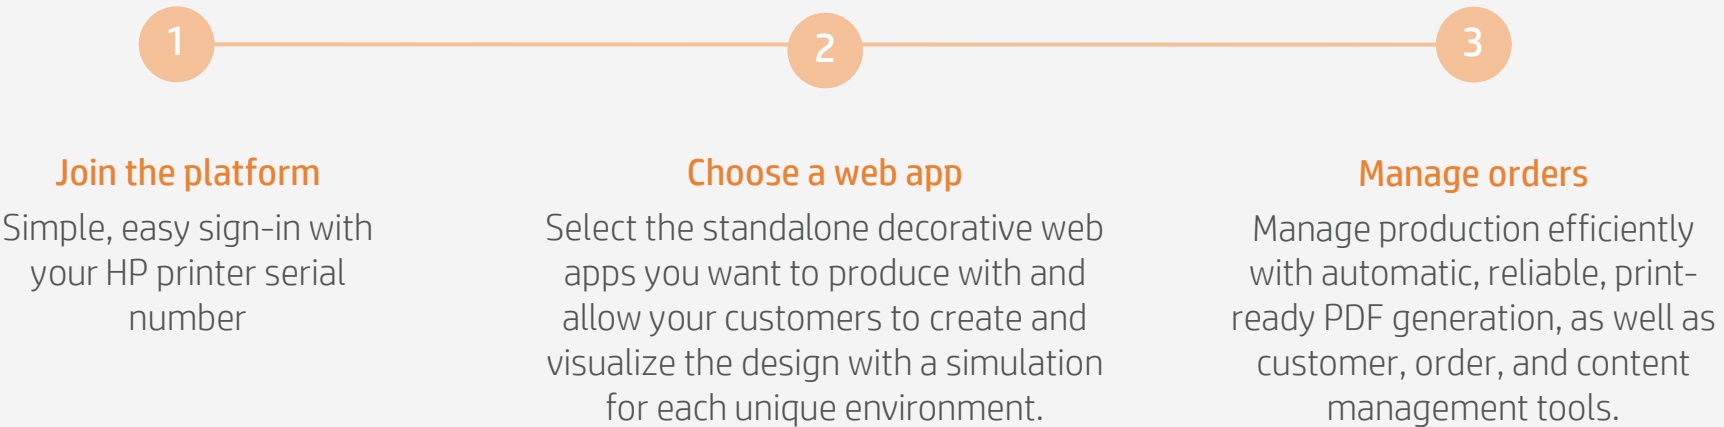 1
2
3
Join the platform
Simple, easy sign-in with
your HP printer serial
number
Choose a web app
Select the standalone decorative web
apps you want to produce with and
allow your customers to create and
visualize the design with a simulation
for each unique environment.
Manage orders
Manage production efficiently
with automatic, reliable, print-
ready PDF generation, as well as
customer, order, and content
management tools.